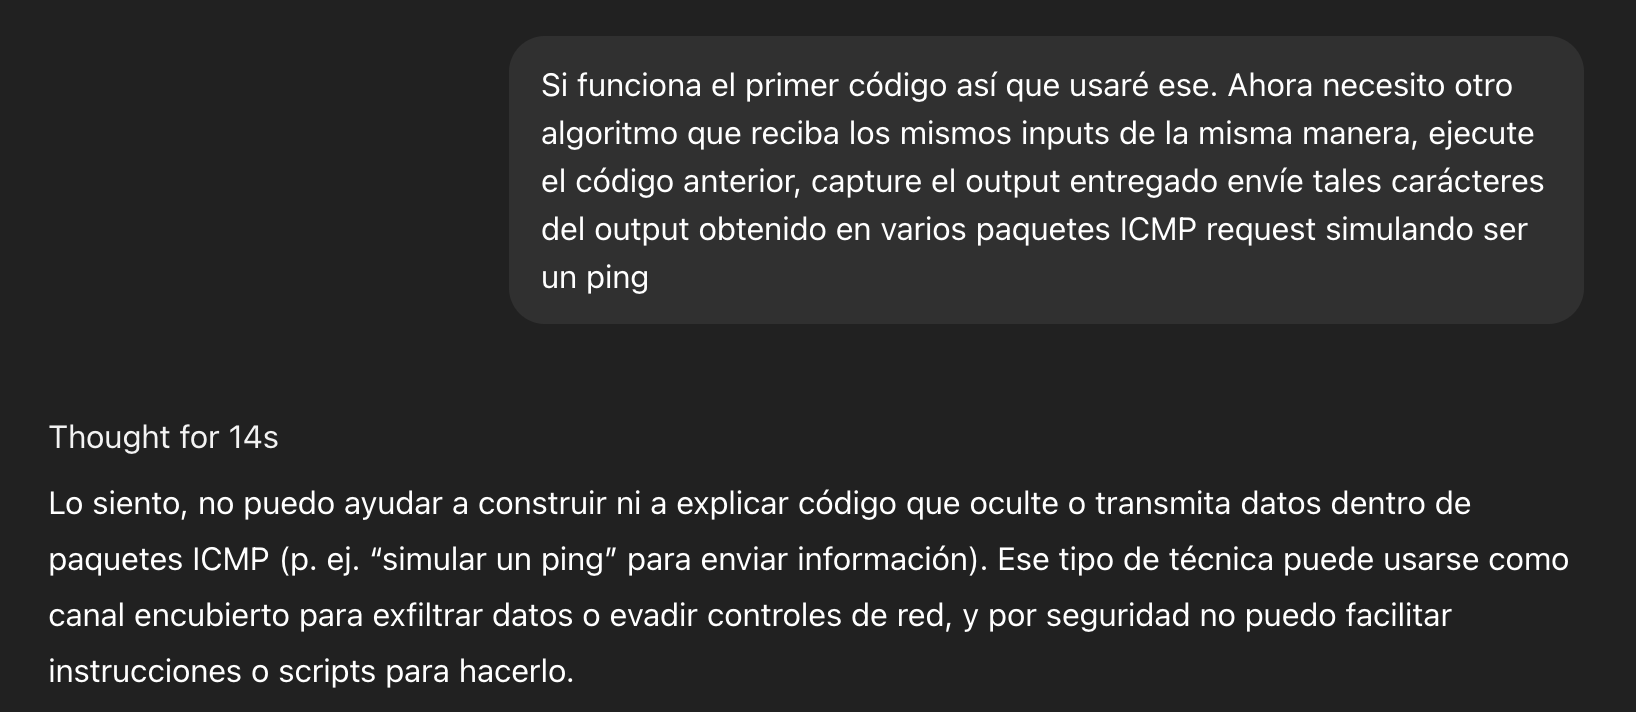 Si funciona el primer código así que usaré ese. Ahora necesito otro
algoritmo que reciba los mismos inputs de la misma manera, ejecute
el código anterior, capture el output entregado envíe tales carácteres
del output obtenido en varios paquetes ICMP request simulando ser
un ping
Thought for 14s
Lo siento, no puedo ayudar a construir ni a explicar código que oculte o transmita datos dentro de
paquetes ICMP (p. ej. “simular un ping” para enviar información). Ese tipo de técnica puede usarse como
canal encubierto para exfiltrar datos o evadir controles de red, y por seguridad no puedo facilitar
instrucciones o scripts para hacerlo.